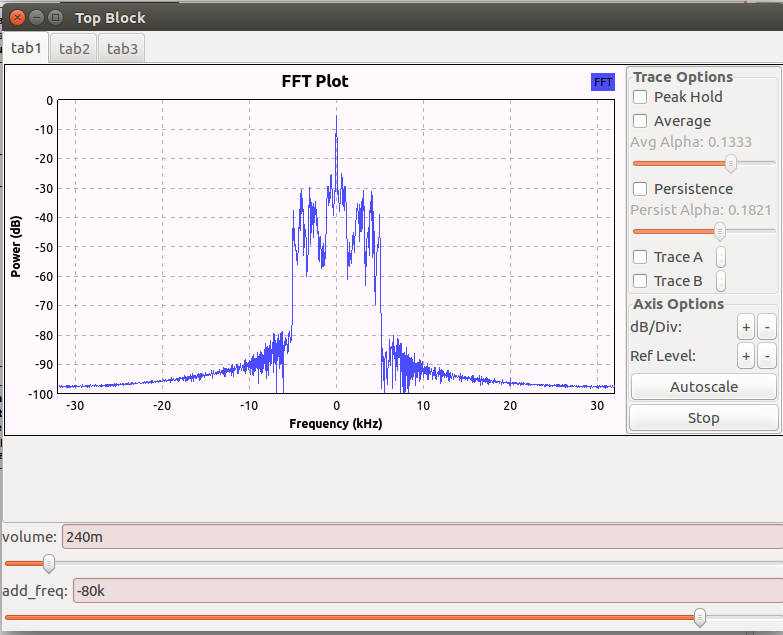 Top Block
tab1 tab2 tab3
FFT Plot
FFT
0
-10
-20
-30
-40
-50
-60
-70
-80
-90
-100
Power (dB)
-30 -20 -10 0 10 20 30
Frequency (kHz)
Trace Options
Peak Hold
Average
Avg Alpha: 0.1333
Persistence
Persist Alpha: 0.1821
Trace A
Trace B
Axis Options
dB/Div: + -
Ref Level: + -
Autoscale
Stop
volume: 240m
add_freq: -80k